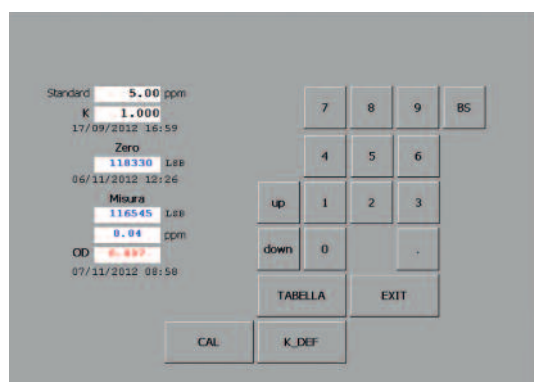 Standard 5.00 ppm
K 1.000
17/09/2012 16:59
Zero
118330 LSB
06/11/2012 12:26
Misura
116545 LSB
0.04 ppm
OD
07/11/2012 08:58
7 8 9 BS
4 5 6
up 1 2 3
down 0 .
TABELLA EXIT
CAL K_DEF